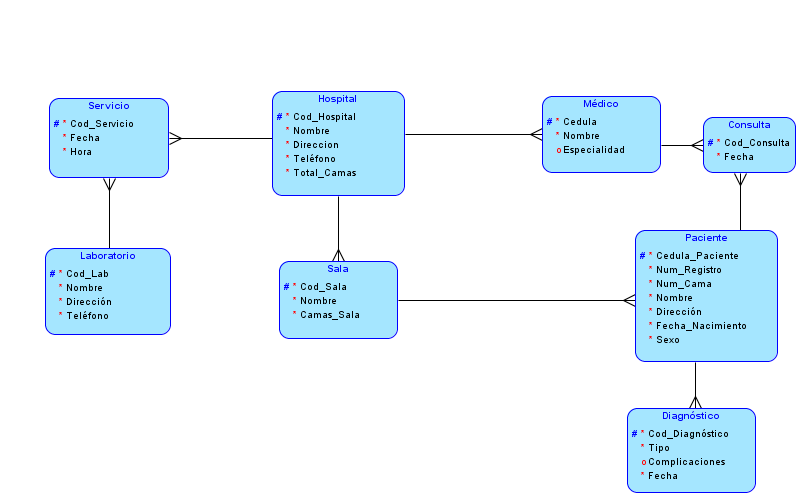 Servicio
# * Cod_Servicio
* Fecha
* Hora
Hospital
# * Cod_Hospital
* Nombre
* Direccion
* Teléfono
* Total_Camas
Médico
# * Cedula
* Nombre
o Especialidad
Consulta
# * Cod_Consulta
* Fecha
Laboratorio
# * Cod_Lab
* Nombre
* Dirección
* Teléfono
Sala
# * Cod_Sala
* Nombre
* Camas_Sala
Paciente
# * Cedula_Paciente
* Num_Registro
* Num_Cama
* Nombre
* Dirección
* Fecha_Nacimiento
* Sexo
Diagnóstico
# * Cod_Diagnóstico
* Tipo
o Complicaciones
* Fecha